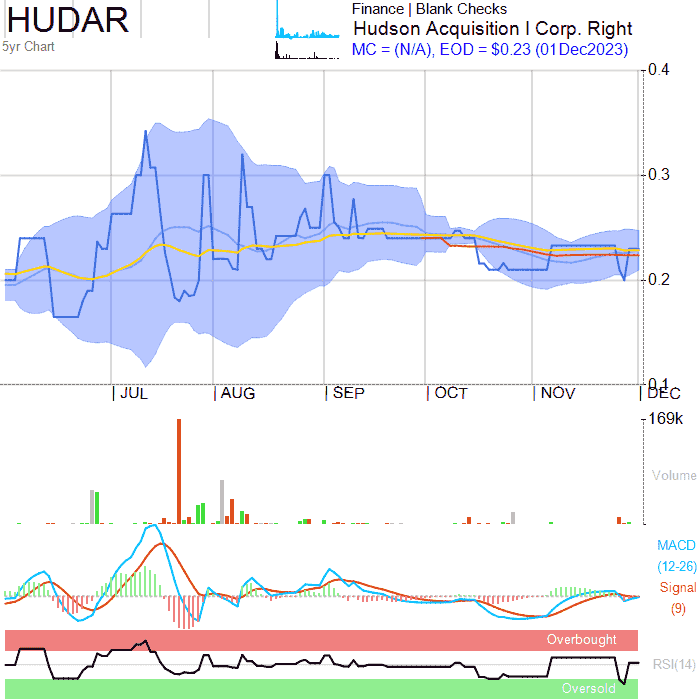 HUDAR
5yr Chart
Finance | Blank Checks
Hudson Acquisition I Corp. Right
MC = (N/A), EOD = $0.23 (01Dec2023)
0.4
0.3
0.2
0.1
JUL
AUG
SEP
OCT
NOV
DEC
169k
Volume
MACD
(12-26)
Signal
(9)
Overbought
RSI(14)
Oversold